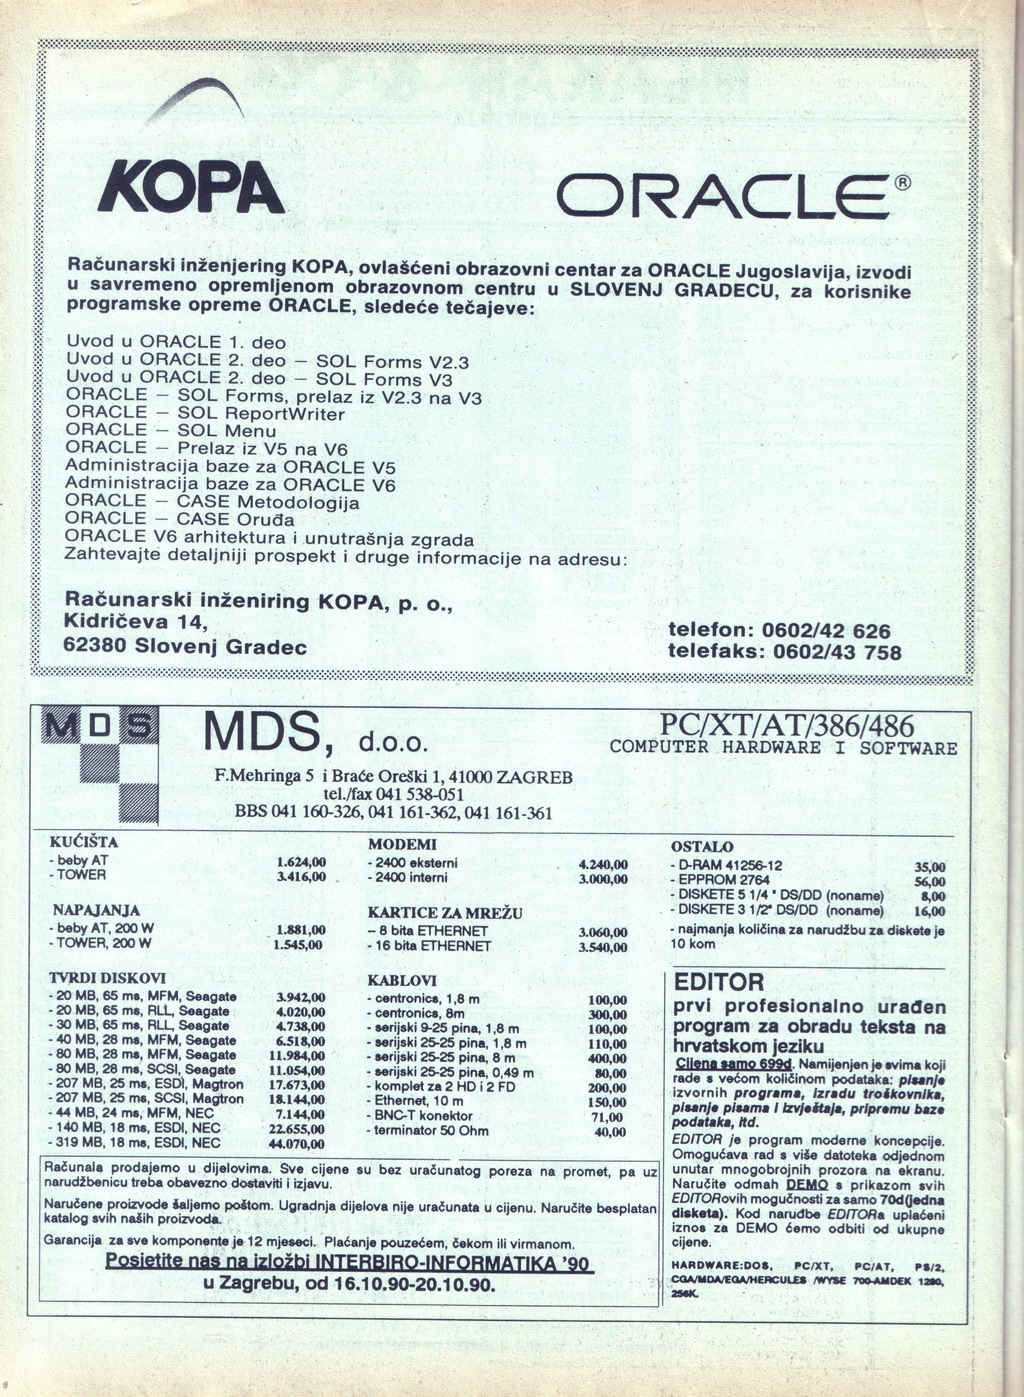 KOPA
ORACLE®
Računarski inženjering KOPA, ovlašćeni obrazovni centar za ORACLE Jugoslavija, izvodi
u savremeno opremljenom obrazovnom centru u SLOVENJ GRADECU, za korisnike
programske opreme ORACLE, sledeće tečajeve:
Uvod u ORACLE 1. deo
Uvod u ORACLE 2. deo — SOL Forms V2.3
Uvod u ORACLE 2. deo — SOL Forms V3
ORACLE — SOL Forms, prelaz iz V2.3 na V3
ORACLE — SOL ReportWriter
ORACLE — SOL Menu
ORACLE — Prelaz iz V5 na V6
Administracija baze za ORACLE V5
Administracija baze za ORACLE V6
ORACLE — CASE Metodologija
ORACLE — CASE Oruđa
ORACLE V6 arhitektura i unutrašnja zgrada
Zahtevajte detaljniji prospekt i druge informacije na adresu:
Računarski inženiring KOPA, p. o.,
Kidričeva 14,
62380 Slovenj Gradec
telefon: 0602/42 626
telefaks: 0602/43 758
MDS
MDS, d.o.o.
F.Mehringa 5 i Braće Oreški 1, 41000 ZAGREB
tel./fax 041 538-051
BBS 041 160-326, 041 161-362, 041 161-361
PC/XT/AT/386/486
COMPUTER HARDWARE I SOFTWARE
KUĆIŠTA
- beby AT 1.624,00
- TOWER 3.416,00
NAPAJANJA
- beby AT, 200 W 1.881,00
- TOWER, 200 W 1.545,00
TVRDI DISKOVI
- 20 MB, 65 ms, MFM, Seagate 3.942,00
- 20 MB, 65 ms, RLL, Seagate 4.020,00
- 30 MB, 65 ms, RLL, Seagate 4.738,00
- 40 MB, 28 ms, MFM, Seagate 6.518,00
- 80 MB, 28 ms, MFM, Seagate 11.984,00
- 80 MB, 28 ms, SCSI, Seagate 11.054,00
- 207 MB, 25 ms, ESDI, Magtron 17.673,00
- 207 MB, 25 ms, SCSI, Magtron 18.144,00
- 44 MB, 24 ms, MFM, NEC 7.144,00
- 140 MB, 18 ms, ESDI, NEC 22.655,00
- 319 MB, 18 ms, ESDI, NEC 44.070,00
MODEMI
- 2400 eksterni 4.240,00
- 2400 interni 3.000,00
KARTICE ZA MREŽU
- 8 bita ETHERNET 3.060,00
- 16 bita ETHERNET 3.540,00
KABLOVI
- centronics, 1,8 m 100,00
- centronics, 8m 300,00
- serijski 9-25 pina, 1,8 m 100,00
- serijski 25-25 pina, 1,8 m 110,00
- serijski 25-25 pina, 8 m 400,00
- serijski 25-25 pina, 0,49 m 80,00
- komplet za 2 HD i 2 FD 200,00
- Ethernet, 10 m 150,00
- BNC-T konektor 71,00
- terminator 50 Ohm 40,00
OSTALO
- D-RAM 41256-12 35,00
- EPPROM 2764 56,00
- DISKETE 5 1/4 " DS/DD (noname) 8,00
- DISKETE 3 1/2" DS/DD (noname) 16,00
- najmanja količina za narudžbu za diskete je
10 kom
EDITOR
prvi profesionalno urađen
program za obradu teksta na
hrvatskom jeziku
Cijena samo 699d. Namijenjen je svima koji
rade s većom količinom podataka: pisanje
izvornih programa, izradu troškovnika,
pisanje pisama i izvještaja, pripremu baze
podataka, itd.
EDITOR je program moderne koncepcije.
Omogućava rad s više datoteka odjednom
unutar mnogobrojnih prozora na ekranu.
Naručite odmah DEMO s prikazom svih
EDITORovih mogučnosti za samo 70d(jedna
disketa). Kod narudbe EDITORa uplaćeni
iznos za DEMO ćemo odbiti od ukupne
cijene.
HARDWARE:DOS, PC/XT, PC/AT, PS/2,
CGA/MDA/EGA/HERCULES /WYSE 700-AMDEK 1280,
256K.
Računala prodajemo u dijelovima. Sve cijene su bez uračunatog poreza na promet, pa uz
narudžbenicu treba obavezno dostaviti i izjavu.
Naručene proizvode šaljemo poštom. Ugradnja dijelova nije uračunata u cijenu. Naručite besplatan
katalog svih naših proizvoda.
Garancija za sve komponente je 12 mjeseci. Plaćanje pouzećem, čekom ili virmanom.
Posjetite nas na izložbi INTERBIRO-INFORMATIKA '90
u Zagrebu, od 16.10.90-20.10.90.